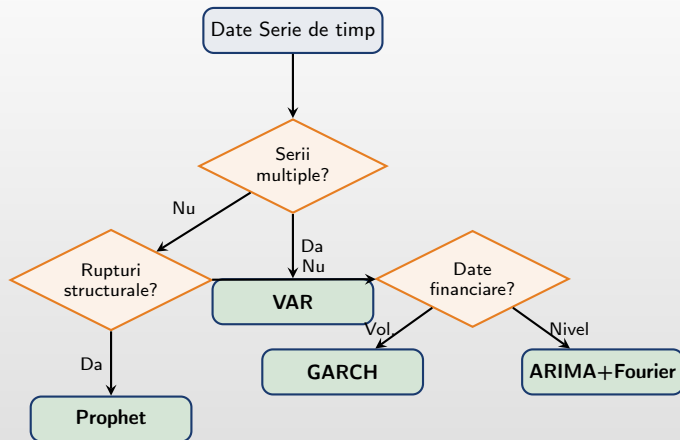 Date Serie de timp
Serii
multiple?
Nu
Da
Nu
Rupturi
structurale?
Date
financiare?
VAR
Vol.
Nivel
GARCH
ARIMA+Fourier
Da
Prophet